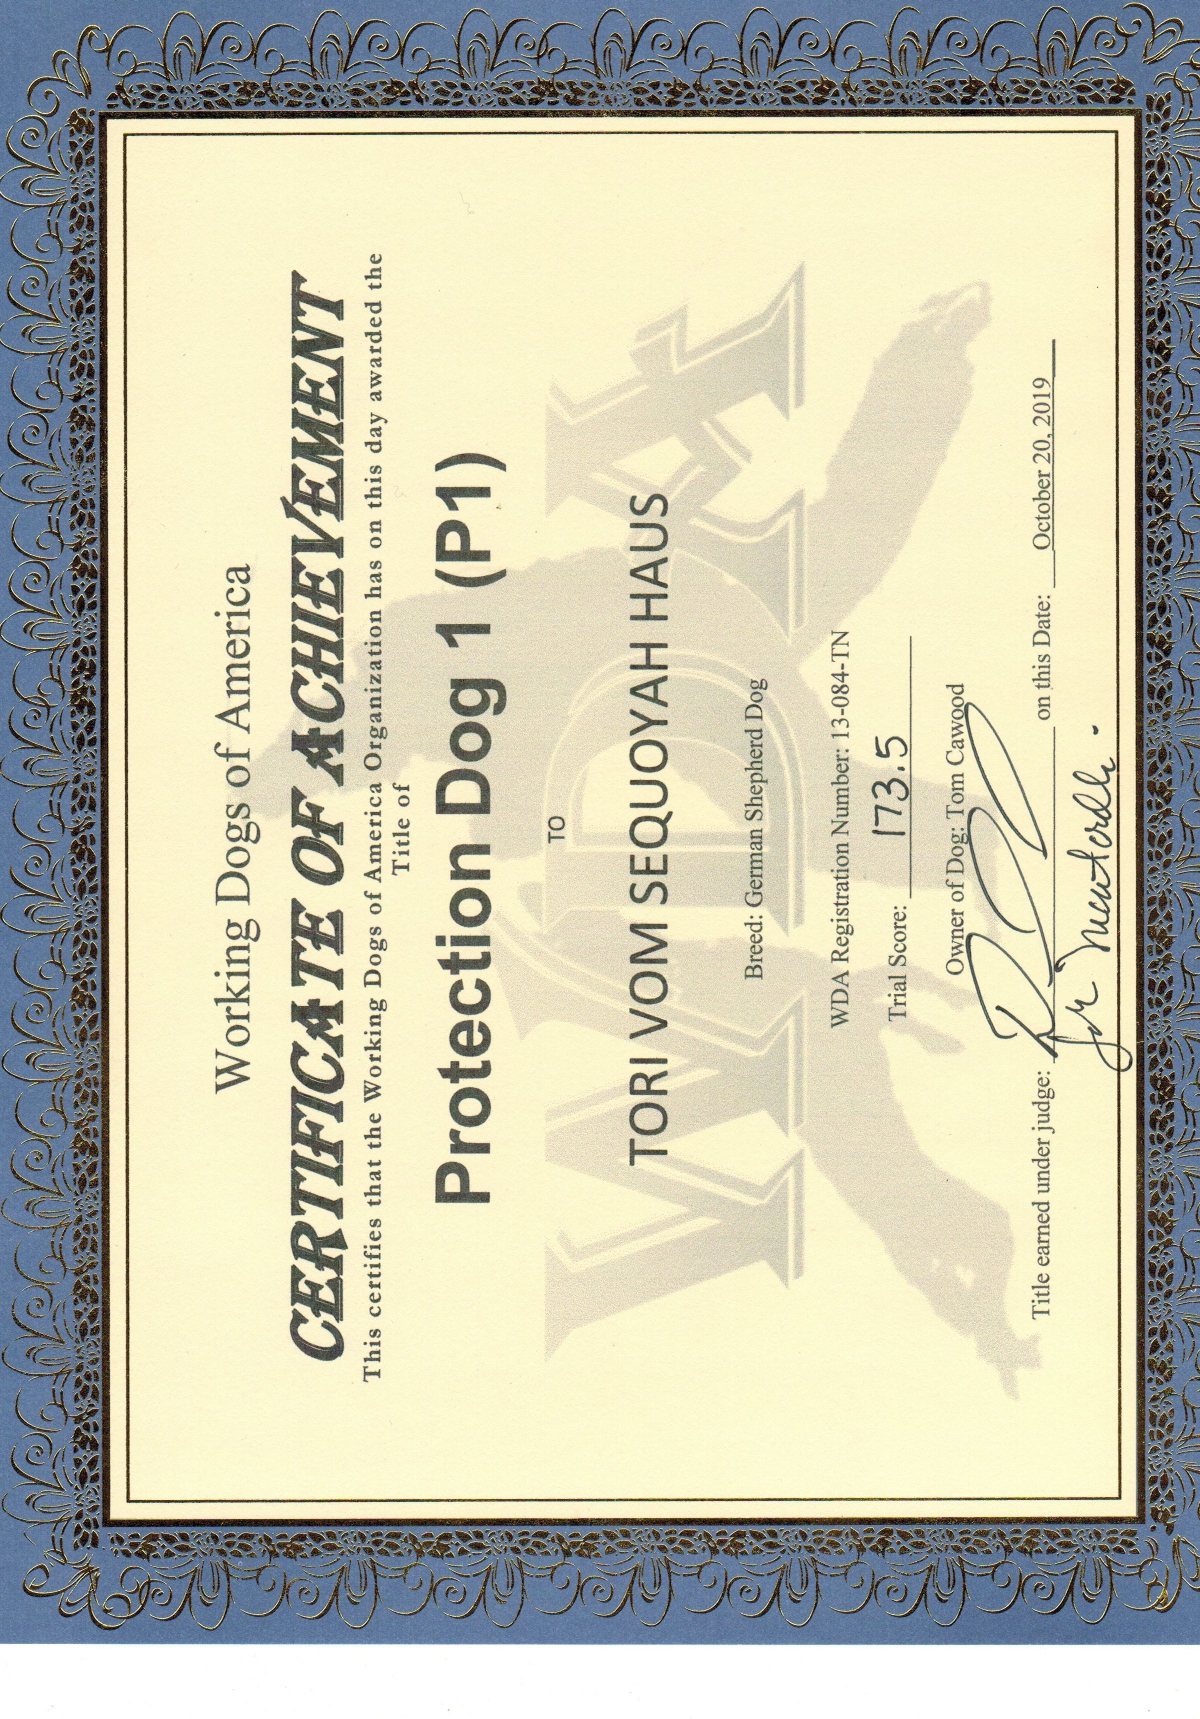 Working Dogs of America
CERTIFICATE OF ACHIEVEMENT
This certifies that the Working Dogs of America Organization has on this day awarded the
Title of
Protection Dog 1 (P1)
TO
WDA
TORI VOM SEQUOYAH HAUS
Breed: German Shepherd Dog
WDA Registration Number: 13-084-TN
Trial Score: 173.5
Owner of Dog: Tom Cawood
Title earned under judge: on this Date: October 20, 2019